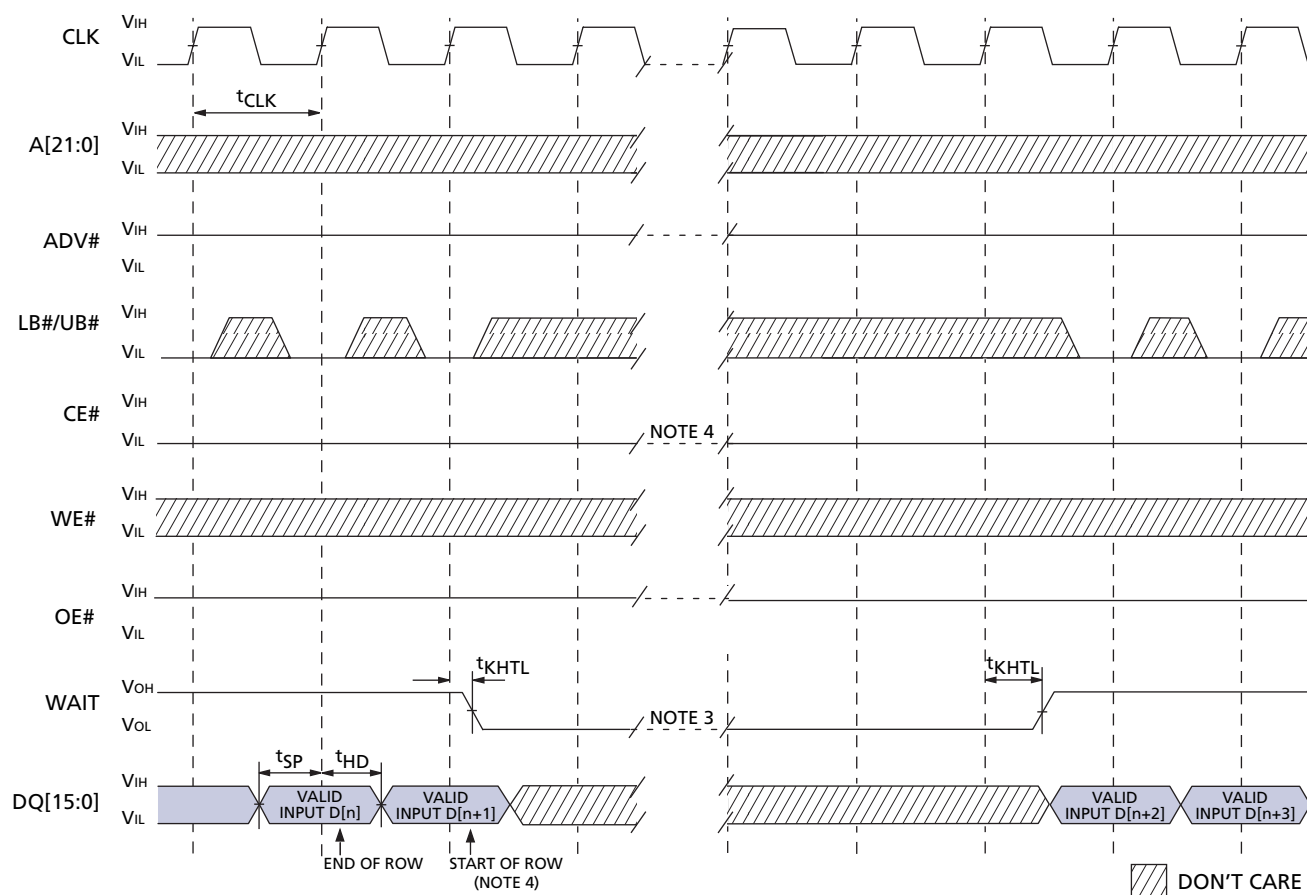 CLK
VIH
VIL
tCLK
A[21:0]
VIH
VIL
ADV#
VIH
VIL
LB#/UB#
VIH
VIL
CE#
VIH
VIL
NOTE 4
WE#
VIH
VIL
OE#
VIH
VIL
WAIT
VOH
VOL
tKHTL
NOTE 3
tKHTL
DQ[15:0]
VIH
VIL
tSP
tHD
VALID
INPUT D[n]
VALID
INPUT D[n+1]
VALID
INPUT D[n+2]
VALID
INPUT D[n+3]
END OF ROW
START OF ROW
(NOTE 4)
DON'T CARE